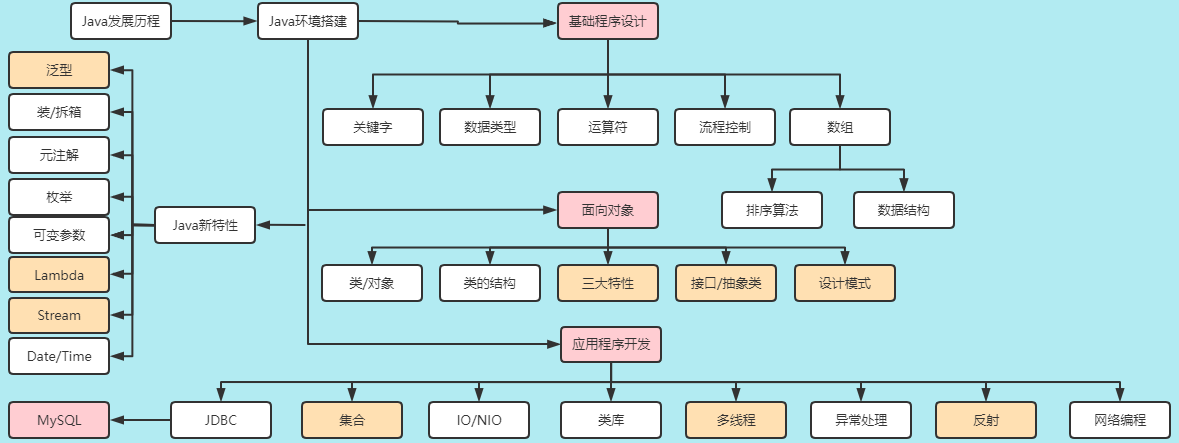 Java发展历程
Java环境搭建
基础程序设计
泛型
装/拆箱
元注解
枚举
可变参数
Lambda
Stream
Date/Time
Java新特性
关键字
数据类型
运算符
流程控制
数组
排序算法
数据结构
面向对象
类/对象
类的结构
三大特性
接口/抽象类
设计模式
应用程序开发
MySQL
JDBC
集合
IO/NIO
类库
多线程
异常处理
反射
网络编程